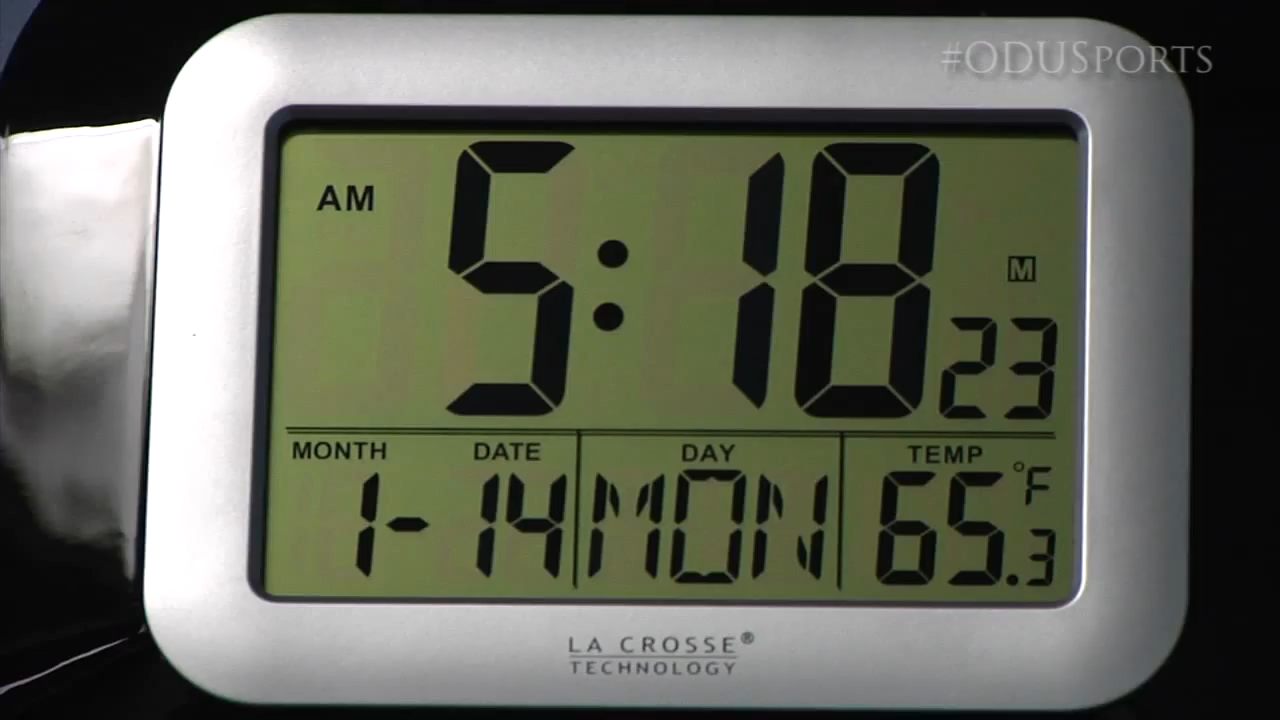 #ODUSPORTS
AM 5:18 23
M
MONTH DATE DAY TEMP
1-14 MON 65.3 °F
LA CROSSE®
TECHNOLOGY